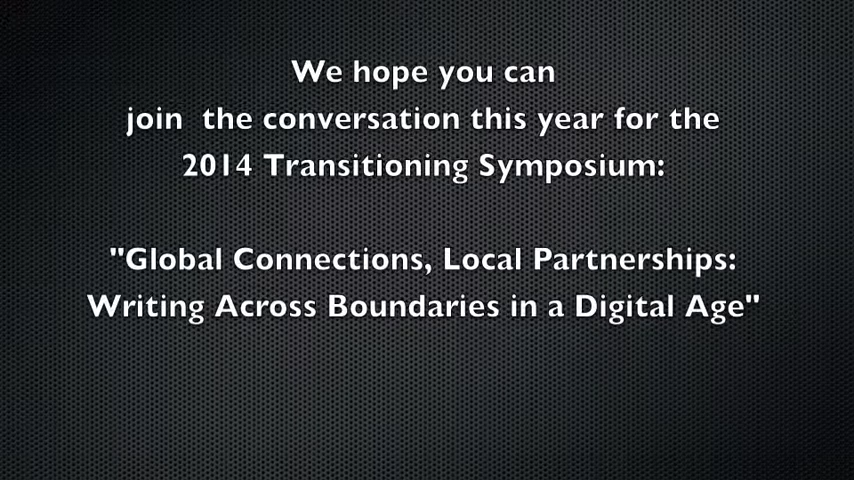 We hope you can
join  the conversation this year for the
2014 Transitioning Symposium:
"Global Connections, Local Partnerships:
Writing Across Boundaries in a Digital Age"